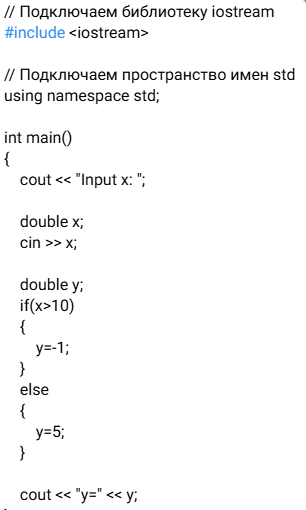 // Подключаем библиотеку iostream
#include <iostream>
// Подключаем пространство имен std
using namespace std;
int main()
{
cout << "Input x: ";
double x;
cin >> x;
double y;
if(x>10)
{
y=-1;
}
else
{
y=5;
}
cout << "y=" << y;